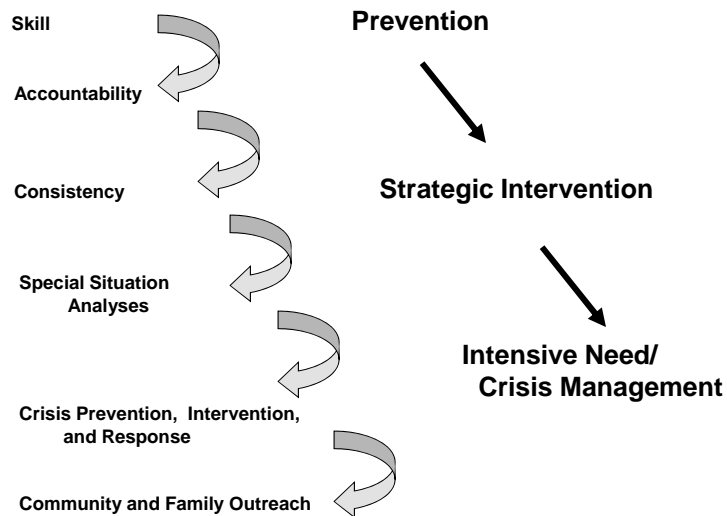 Skill
Accountability
Consistency
Special Situation
Analyses
Crisis Prevention, Intervention,
and Response
Community and Family Outreach
Prevention
Strategic Intervention
Intensive Need/
Crisis Management